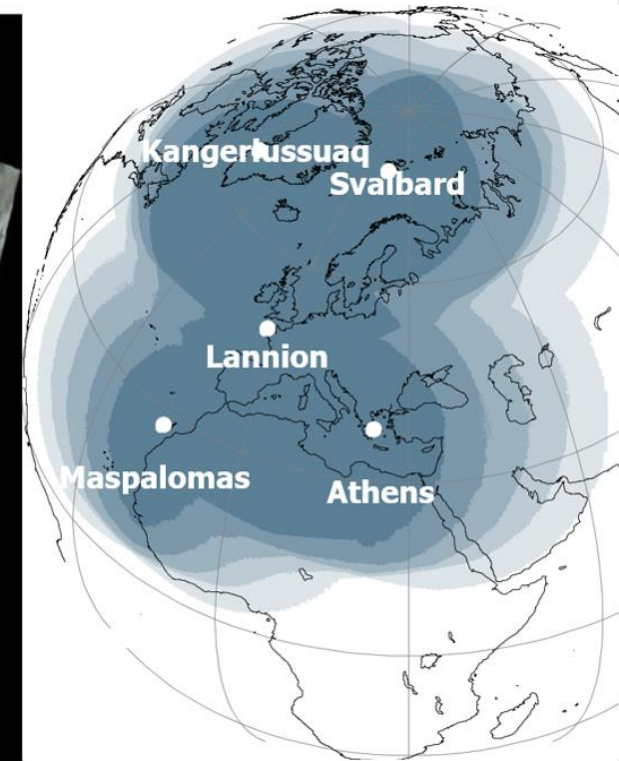 Kangerlussuaq
Svalbard
Lannion
Maspalomas
Athens